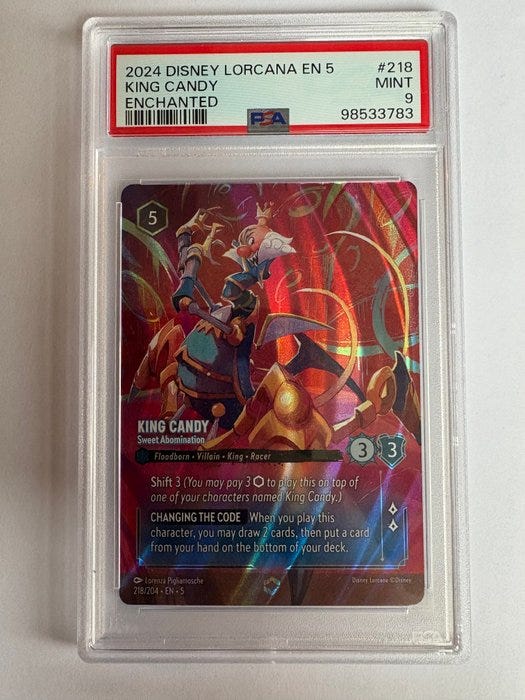 2024 DISNEY LORCANA EN 5 #218
KING CANDY MINT
ENCHANTED 9
PSA 98533783
5
KING CANDY
Sweet Abomination
3 3
Floodborn • Villain • King • Racer
Shift 3 (You may pay 3 to play this on top of
one of your characters named King Candy.)
CHANGING THE CODE When you play this
character, you may draw 2 cards, then put a card
from your hand on the bottom of your deck.
Lorenza Pigliamosche Disney Lorcana ©Disney
218/204 • EN • 5